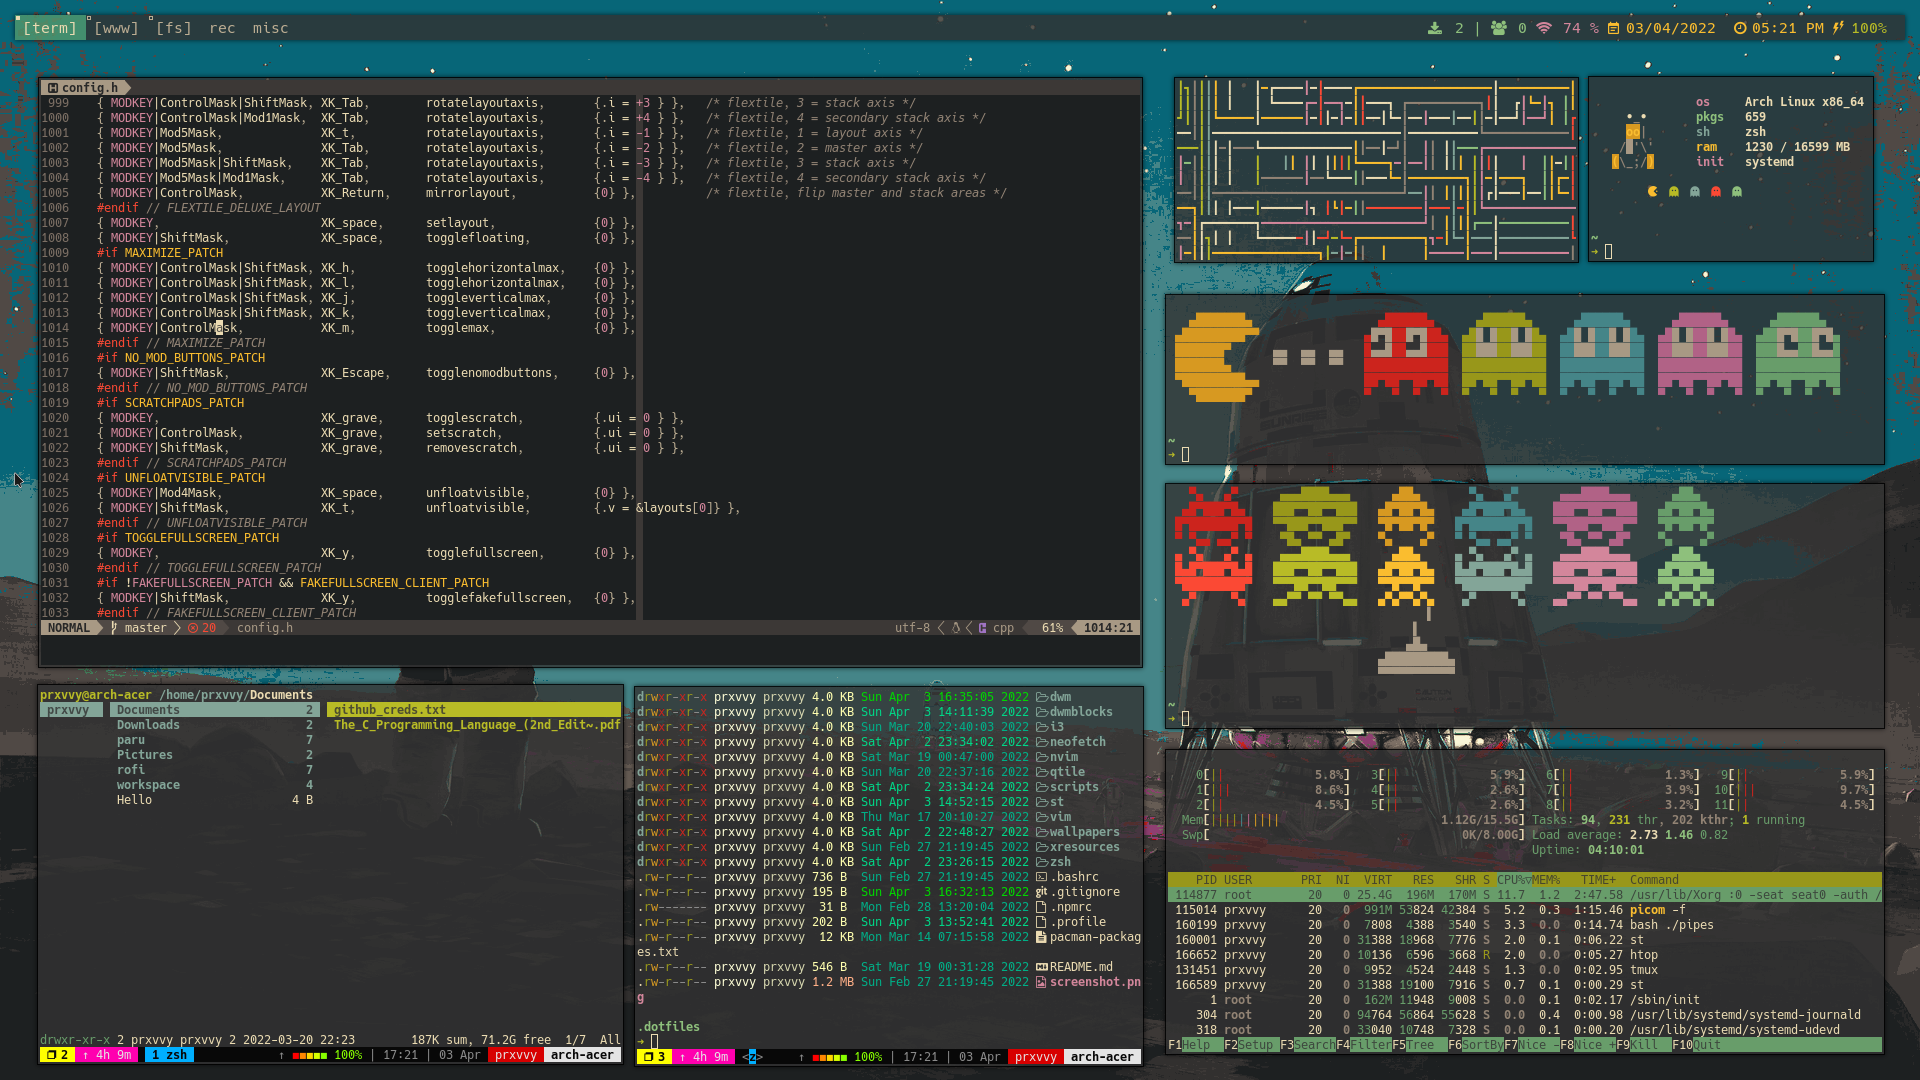 [term] [www] [fs] rec misc
2 | 0 74 % 03/04/2022 05:21 PM 100%
config.h
999 { MODKEY|ControlMask|ShiftMask, XK_Tab, rotatelayoutaxis, {.i = +3 } }, /* flextile, 3 = stack axis */
1000 { MODKEY|ControlMask|Mod1Mask, XK_Tab, rotatelayoutaxis, {.i = +4 } }, /* flextile, 4 = secondary stack axis */
1001 { Mod5Mask, XK_t, rotatelayoutaxis, {.i = -1 } }, /* flextile, 1 = layout axis */
1002 { Mod5Mask, XK_Tab, rotatelayoutaxis, {.i = -2 } }, /* flextile, 2 = master axis */
1003 { Mod5Mask|ShiftMask, XK_Tab, rotatelayoutaxis, {.i = -3 } }, /* flextile, 3 = stack axis */
1004 { Mod5Mask|Mod1Mask, XK_Tab, rotatelayoutaxis, {.i = -4 } }, /* flextile, 4 = secondary stack axis */
1005 { MODKEY|ControlMask, XK_Return, mirrorlayout, {0} }, /* flextile, flip master and stack areas */
1006 #endif // FLEXTILE_DELUXE_LAYOUT
1007 { MODKEY, XK_space, setlayout, {0} },
1008 { MODKEY|ShiftMask, XK_space, togglefloating, {0} },
1009 #if MAXIMIZE_PATCH
1010 { MODKEY|ControlMask|ShiftMask, XK_h, togglehorizontalmax, {0} },
1011 { MODKEY|ControlMask|ShiftMask, XK_l, togglehorizontalmax, {0} },
1012 { MODKEY|ControlMask|ShiftMask, XK_j, toggleverticalmax, {0} },
1013 { MODKEY|ControlMask|ShiftMask, XK_k, toggleverticalmax, {0} },
1014 { MODKEY|ControlMask, XK_m, togglemax, {0} },
1015 #endif // MAXIMIZE_PATCH
1016 #if NO_MOD_BUTTONS_PATCH
1017 { MODKEY|ShiftMask, XK_Escape, togglenomodbuttons, {0} },
1018 #endif // NO_MOD_BUTTONS_PATCH
1019 #if SCRATCHPADS_PATCH
1020 { MODKEY, XK_grave, togglescratch, {.ui = 0 } },
1021 { MODKEY|ControlMask, XK_grave, setscratch, {.ui = 0 } },
1022 { MODKEY|ShiftMask, XK_grave, removescratch, {.ui = 0 } },
1023 #endif // SCRATCHPADS_PATCH
1024 #if UNFLOATVISIBLE_PATCH
1025 { MODKEY|Mod4Mask, XK_space, unfloatvisible, {0} },
1026 { MODKEY|ShiftMask, XK_t, unfloatvisible, {.v = &layouts[0]} },
1027 #endif // UNFLOATVISIBLE_PATCH
1028 #if TOGGLEFULLSCREEN_PATCH
1029 { MODKEY, XK_y, togglefullscreen, {0} },
1030 #endif // TOGGLEFULLSCREEN_PATCH
1031 #if !FAKEFULLSCREEN_PATCH && FAKEFULLSCREEN_CLIENT_PATCH
1032 { MODKEY|ShiftMask, XK_y, togglefakefullscreen, {0} },
1033 #endif // FAKEFULLSCREEN_CLIENT_PATCH
NORMAL master 20 config.h utf-8 cpp 61% 1014:21
os Arch Linux x86_64
pkgs 659
sh zsh
ram 1230 / 16599 MB
init systemd
~
→
~
→
~
→
prxvvy@arch-acer /home/prxvvy/Documents
prxvvy Documents 2 github_creds.txt
Downloads 2 The_C_Programming_Language_(2nd_Edit~.pdf
paru 7
Pictures 2
rofi 7
workspace 4
Hello 4 B
drwxr-xr-x 2 prxvvy prxvvy 2 2022-03-20 22:23 187K sum, 71.2G free 1/7 All
2 ↑ 4h 9m 1 zsh ↑ 100% | 17:21 | 03 Apr prxvvy arch-acer
drwxr-xr-x prxvvy prxvvy 4.0 KB Sun Apr 3 16:35:05 2022 dwm
drwxr-xr-x prxvvy prxvvy 4.0 KB Sun Apr 3 14:11:39 2022 dwmblocks
drwxr-xr-x prxvvy prxvvy 4.0 KB Sun Mar 20 22:40:03 2022 i3
drwxr-xr-x prxvvy prxvvy 4.0 KB Sat Apr 2 23:34:02 2022 neofetch
drwxr-xr-x prxvvy prxvvy 4.0 KB Sat Mar 19 00:47:00 2022 nvim
drwxr-xr-x prxvvy prxvvy 4.0 KB Sun Mar 20 22:37:16 2022 qtile
drwxr-xr-x prxvvy prxvvy 4.0 KB Sat Apr 2 23:34:24 2022 scripts
drwxr-xr-x prxvvy prxvvy 4.0 KB Sun Apr 3 14:52:15 2022 st
drwxr-xr-x prxvvy prxvvy 4.0 KB Thu Mar 17 20:10:27 2022 vim
drwxr-xr-x prxvvy prxvvy 4.0 KB Sat Apr 2 22:48:27 2022 wallpapers
drwxr-xr-x prxvvy prxvvy 4.0 KB Sun Feb 27 21:19:45 2022 xresources
drwxr-xr-x prxvvy prxvvy 4.0 KB Sat Apr 2 23:26:15 2022 zsh
.rw-r--r-- prxvvy prxvvy 736 B Sun Feb 27 21:19:45 2022 .bashrc
.rw-r--r-- prxvvy prxvvy 195 B Sun Apr 3 16:32:13 2022 git .gitignore
.rw------- prxvvy prxvvy 31 B Mon Feb 28 13:20:04 2022 .npmrc
.rw-r--r-- prxvvy prxvvy 202 B Sun Apr 3 13:52:41 2022 .profile
.rw-r--r-- prxvvy prxvvy 12 KB Mon Mar 14 07:15:58 2022 pacman-packag
es.txt
.rw-r--r-- prxvvy prxvvy 546 B Sat Mar 19 00:31:28 2022 README.md
.rw-r--r-- prxvvy prxvvy 1.2 MB Sun Feb 27 21:19:45 2022 screenshot.pn
g
.dotfiles
→
3 ↑ 4h 9m <Z> ↑ 100% | 17:21 | 03 Apr prxvvy arch-acer
0[|| 5.8%] 3[| 5.9%] 6[|| 1.3%] 9[| 5.9%]
1[|| 8.6%] 4[| 2.6%] 7[|| 3.9%] 10[|| 9.7%]
2[|| 4.5%] 5[| 2.6%] 8[|| 3.2%] 11[| 4.5%]
Mem[|||||||||| 1.12G/15.5G] Tasks: 94, 231 thr, 202 kthr; 1 running
Swp[ 0K/8.00G] Load average: 2.73 1.46 0.82
Uptime: 04:10:01
PID USER PRI NI VIRT RES SHR S CPU%▽MEM% TIME+ Command
114877 root 20 0 25.4G 196M 170M S 11.7 1.2 2:47.58 /usr/lib/Xorg :0 -seat seat0 -auth /
115014 prxvvy 20 0 991M 53824 42384 S 5.2 0.3 1:15.46 picom -f
160199 prxvvy 20 0 7808 4388 3540 S 3.3 0.0 0:14.74 bash ./pipes
160001 prxvvy 20 0 31388 18968 7776 S 2.0 0.1 0:06.22 st
166652 prxvvy 20 0 10136 6596 3668 R 2.0 0.0 0:05.27 htop
131451 prxvvy 20 0 9952 4524 2448 S 1.3 0.0 0:02.95 tmux
166589 prxvvy 20 0 31388 19100 7916 S 0.7 0.1 0:00.29 st
1 root 20 0 162M 11948 9008 S 0.0 0.1 0:02.17 /sbin/init
304 root 20 0 94764 56864 55628 S 0.0 0.4 0:00.98 /usr/lib/systemd/systemd-journald
318 root 20 0 33040 10748 7328 S 0.0 0.1 0:00.20 /usr/lib/systemd/systemd-udevd
F1Help F2Setup F3SearchF4FilterF5Tree F6SortByF7Nice -F8Nice +F9Kill F10Quit